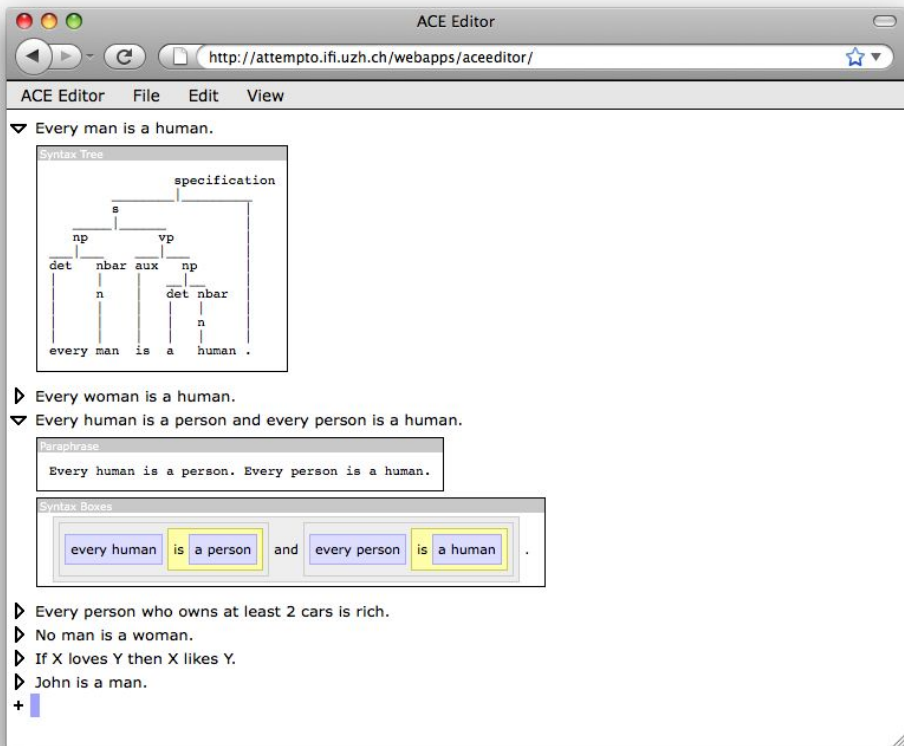 ACE Editor
http://attempto.ifi.uzh.ch/webapps/aceeditor/
ACE Editor File Edit View
Every man is a human.
Syntax Tree
specification
s
np vp
det nbar aux np
n det nbar
n
every man is a human .
Every woman is a human.
Every human is a person and every person is a human.
Paraphrase
Every human is a person. Every person is a human.
Syntax Boxes
every human is a person and every person is a human .
Every person who owns at least 2 cars is rich.
No man is a woman.
If X loves Y then X likes Y.
John is a man.
+